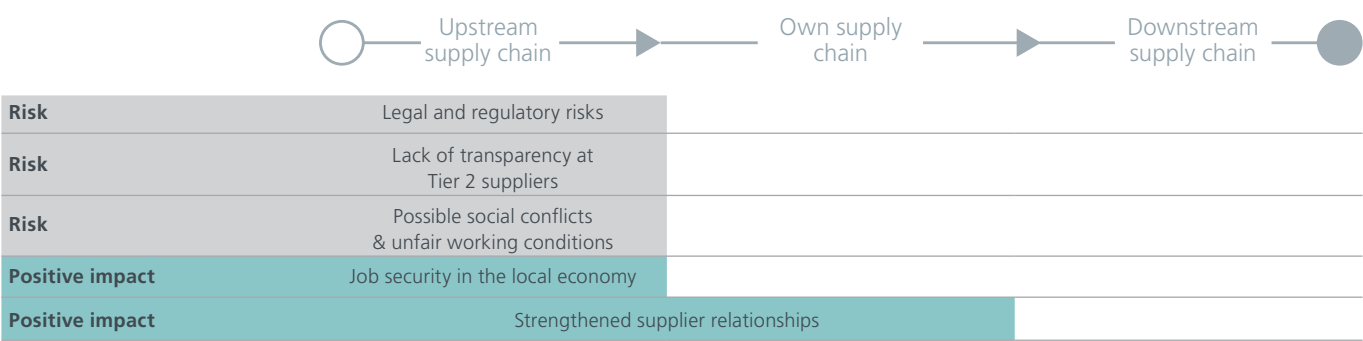 Upstream
supply chain
Own supply
chain
Downstream
supply chain
Risk
Legal and regulatory risks
Risk
Lack of transparency at
Tier 2 suppliers
Risk
Possible social conflicts
& unfair working conditions
Positive impact
Job security in the local economy
Positive impact
Strengthened supplier relationships